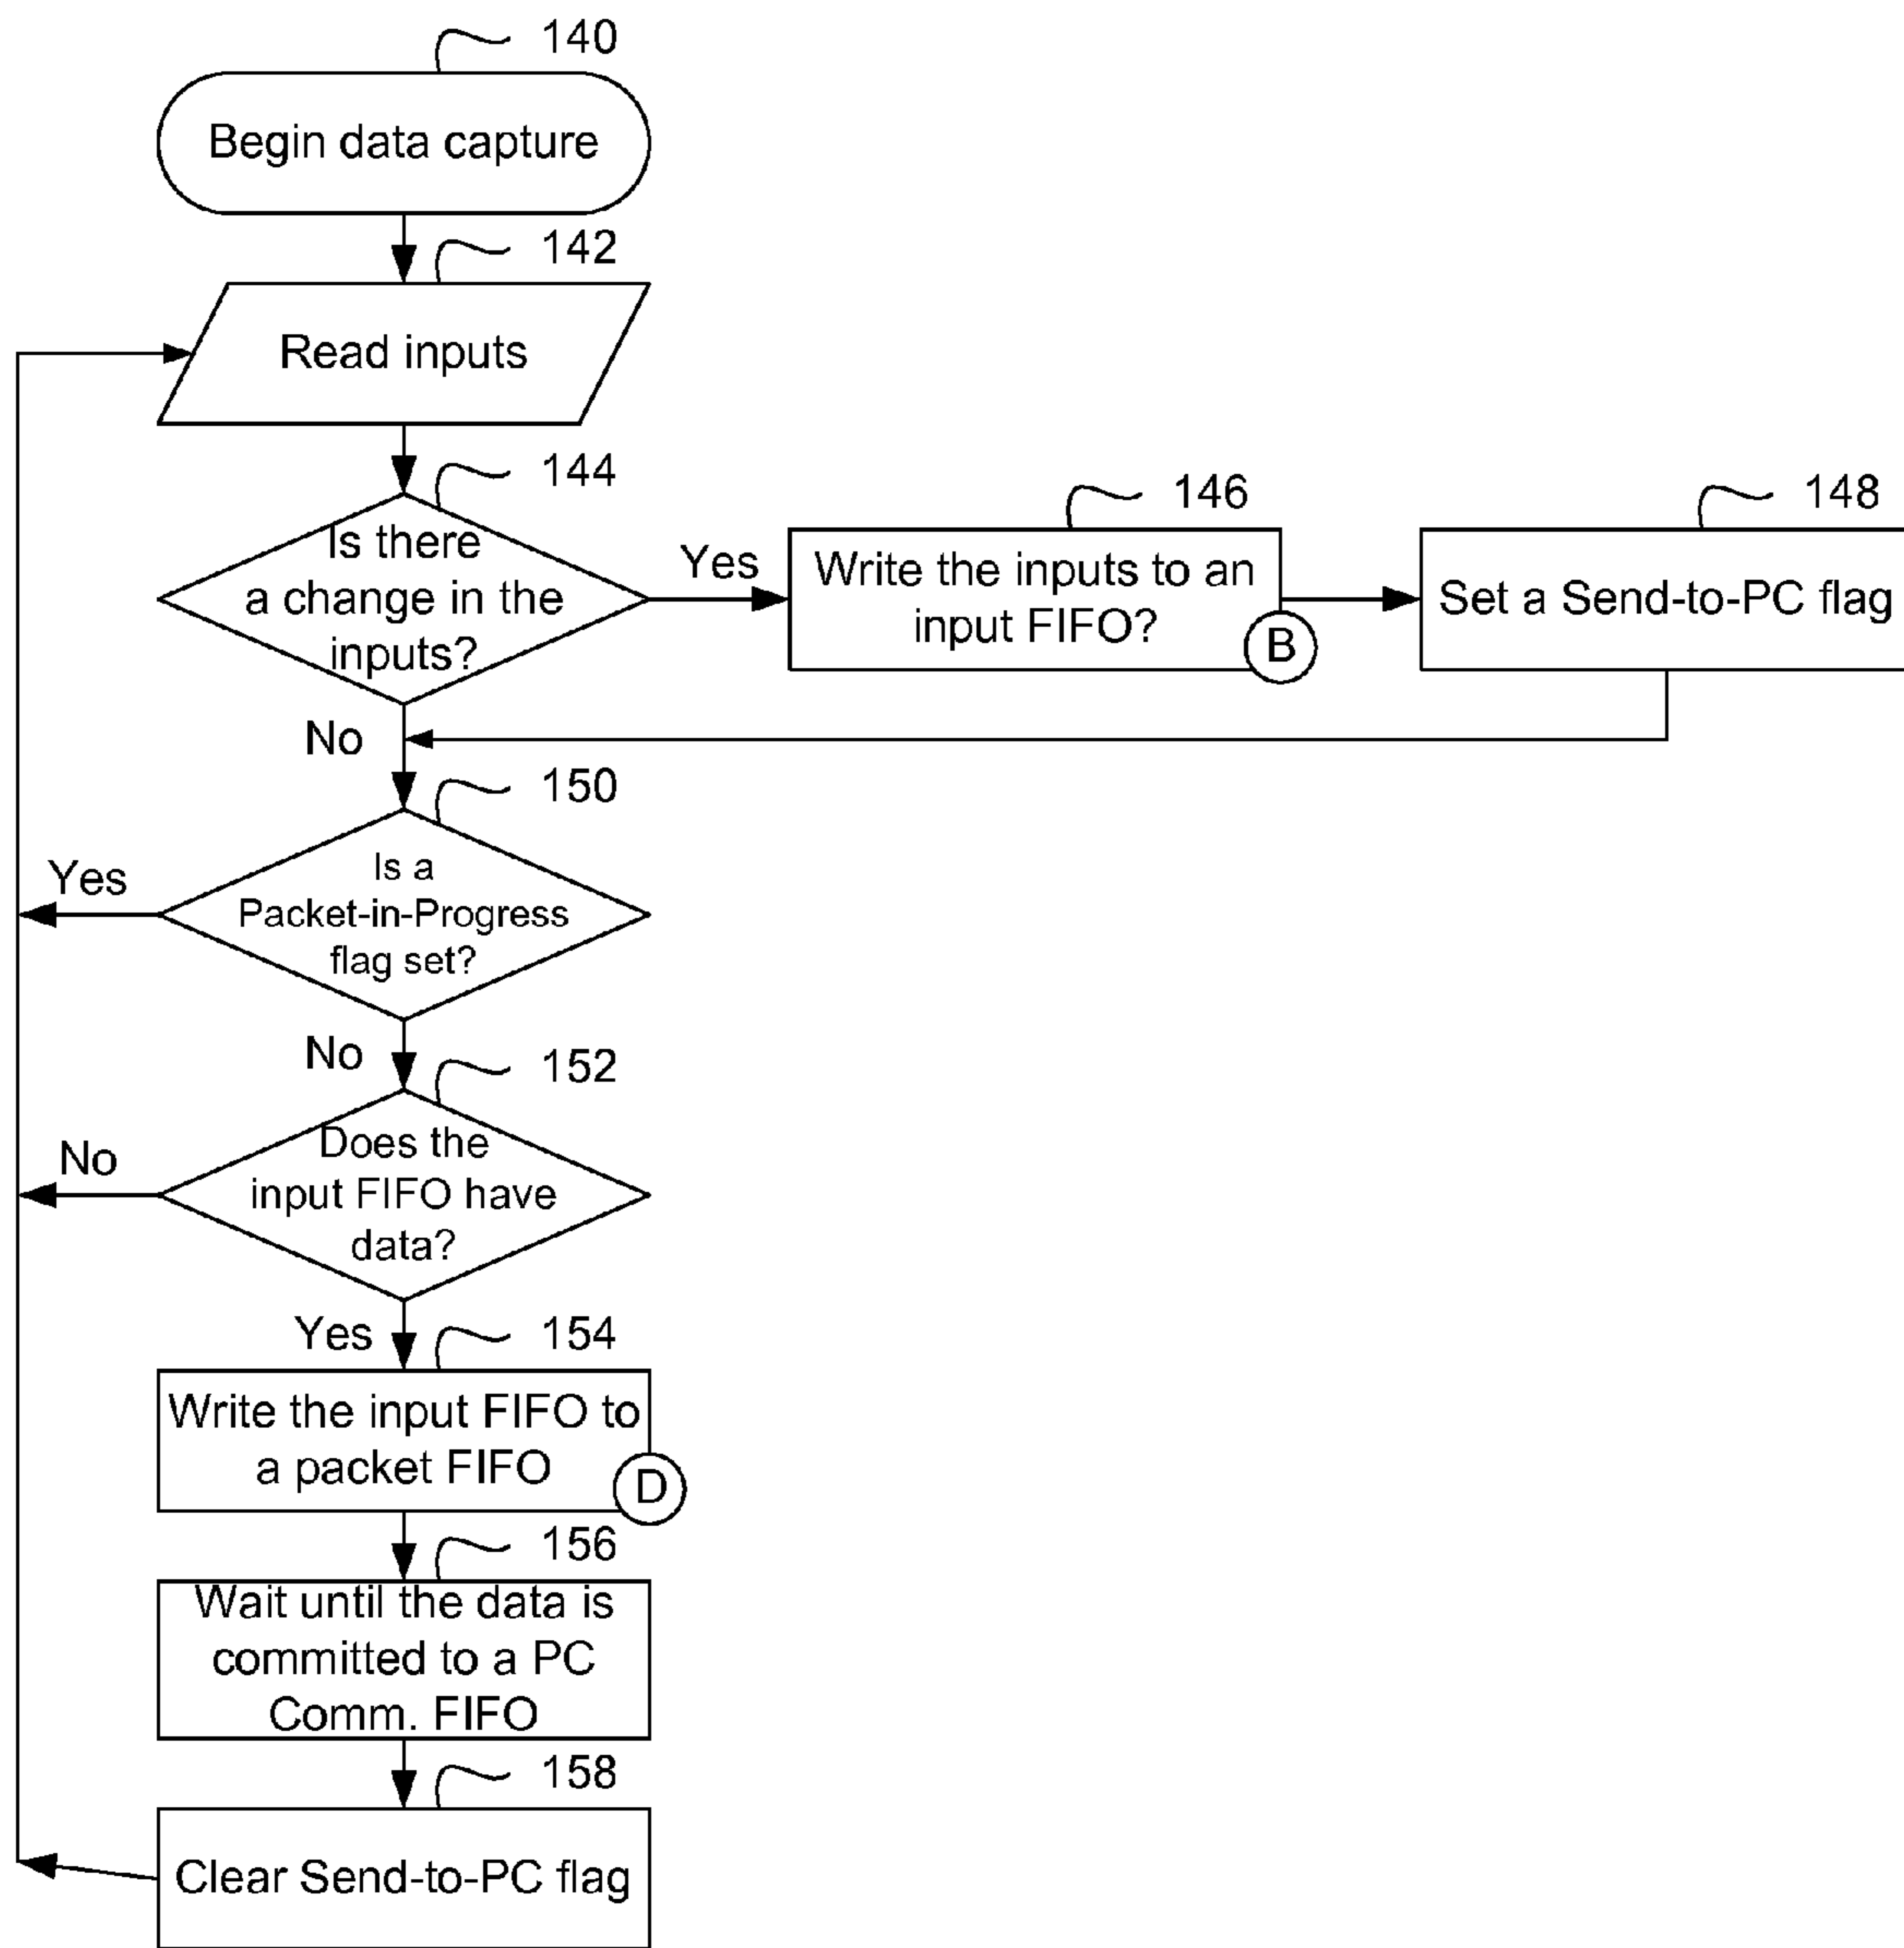 140
Begin data capture
142
Read inputs
144
Is there
a change in the
inputs?
Yes
146
Write the inputs to an
input FIFO?
B
148
Set a Send-to-PC flag
No
150
Is a
Packet-in-Progress
flag set?
Yes
No
152
Does the
input FIFO have
data?
No
Yes
154
Write the input FIFO to
a packet FIFO
D
156
Wait until the data is
committed to a PC
Comm. FIFO
158
Clear Send-to-PC flag